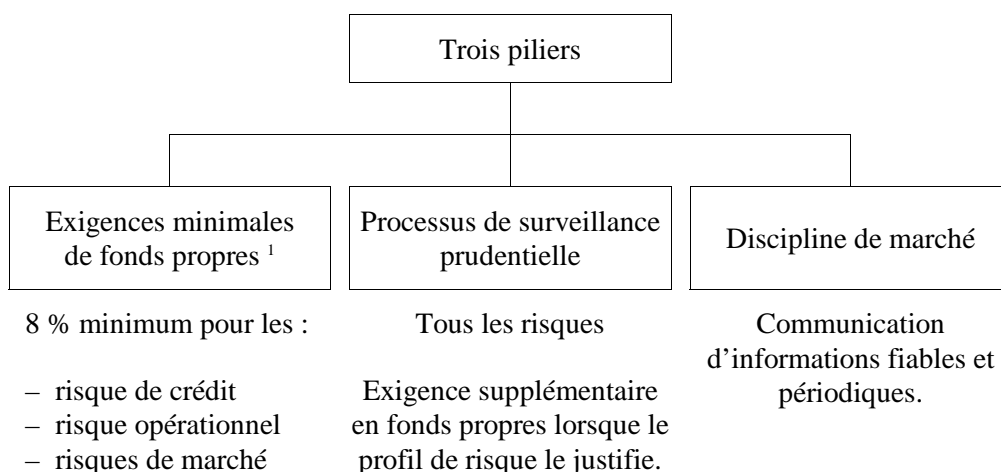 Trois piliers
Exigences minimales
de fonds propres ¹
Processus de surveillance
prudentielle
Discipline de marché
8 % minimum pour les :
– risque de crédit
– risque opérationnel
– risques de marché
Tous les risques
Exigence supplémentaire
en fonds propres lorsque le
profil de risque le justifie.
Communication
d’informations fiables et
périodiques.